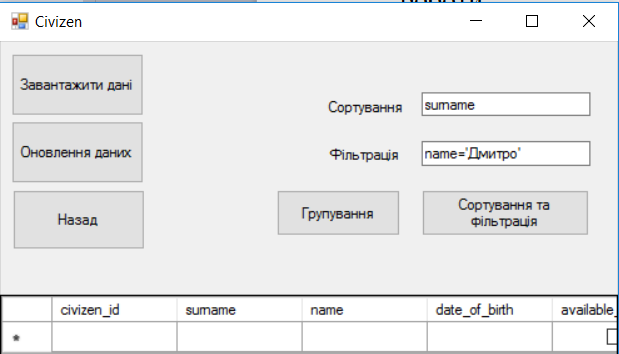 Civizen
Завантажити дані
Сортування
surname
Оновлення даних
Фільтрація
name='Дмитро'
Назад
Групування
Сортування та
фільтрація
civizen_id
surname
name
date_of_birth
available_
*